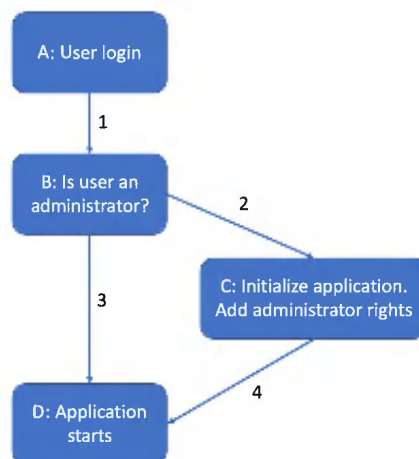 A: User login
1
B: Is user an
administrator?
2
C: Initialize application.
Add administrator rights
3
4
D: Application
starts